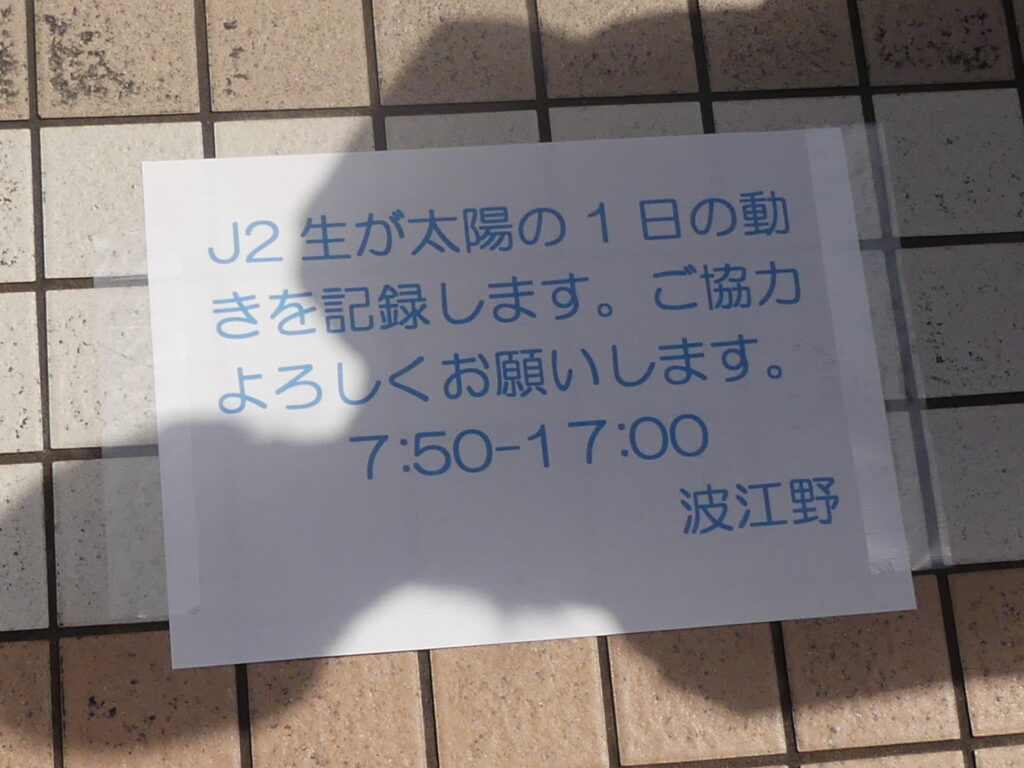 J2 生が太陽の 1 日の動
きを記録します。ご協力
よろしくお願いします。
7:50-17:00
波江野